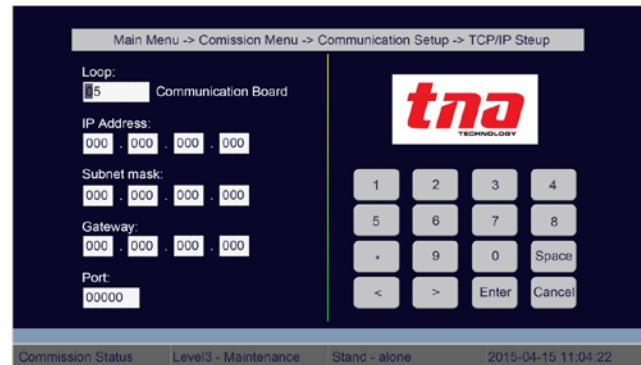 Main Menu -> Comission Menu -> Communication Setup -> TCP/IP Steup
Loop:
05 Communication Board
IP Address:
000 . 000 . 000 . 000
Subnet mask:
000 . 000 . 000 . 000
Gateway:
000 . 000 . 000 . 000
Port:
00000
tna
TECHNOLOGY
1 2 3 4
5 6 7 8
* 9 0 Space
< > Enter Cancel
Commission Status Level3 - Maintenance Stand - alone 2015-04-15 11:04:22